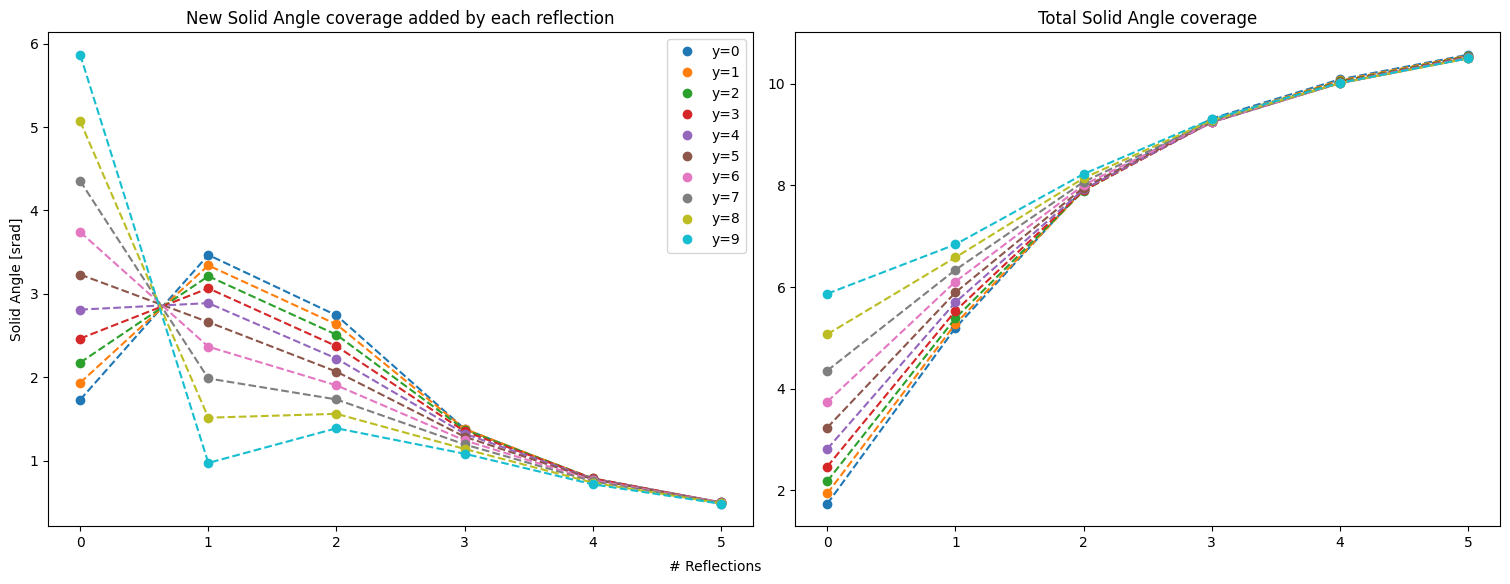 New Solid Angle coverage added by each reflection
Solid Angle [srad]
6
5
4
3
2
1
0 1 2 3 4 5
y=0
y=1
y=2
y=3
y=4
y=5
y=6
y=7
y=8
y=9
Total Solid Angle coverage
10
8
6
4
2
0 1 2 3 4 5
# Reflections